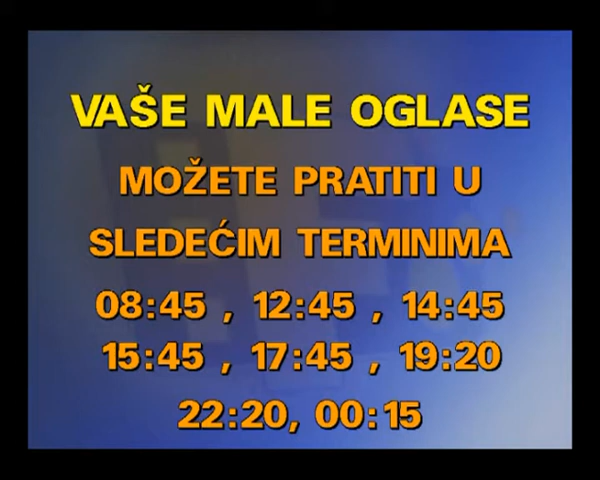 VAŠE MALE OGLASE
MOŽETE PRATITI U
SLEDEĆIM TERMINIMA
08:45 , 12:45 , 14:45
15:45 , 17:45 , 19:20
22:20, 00:15